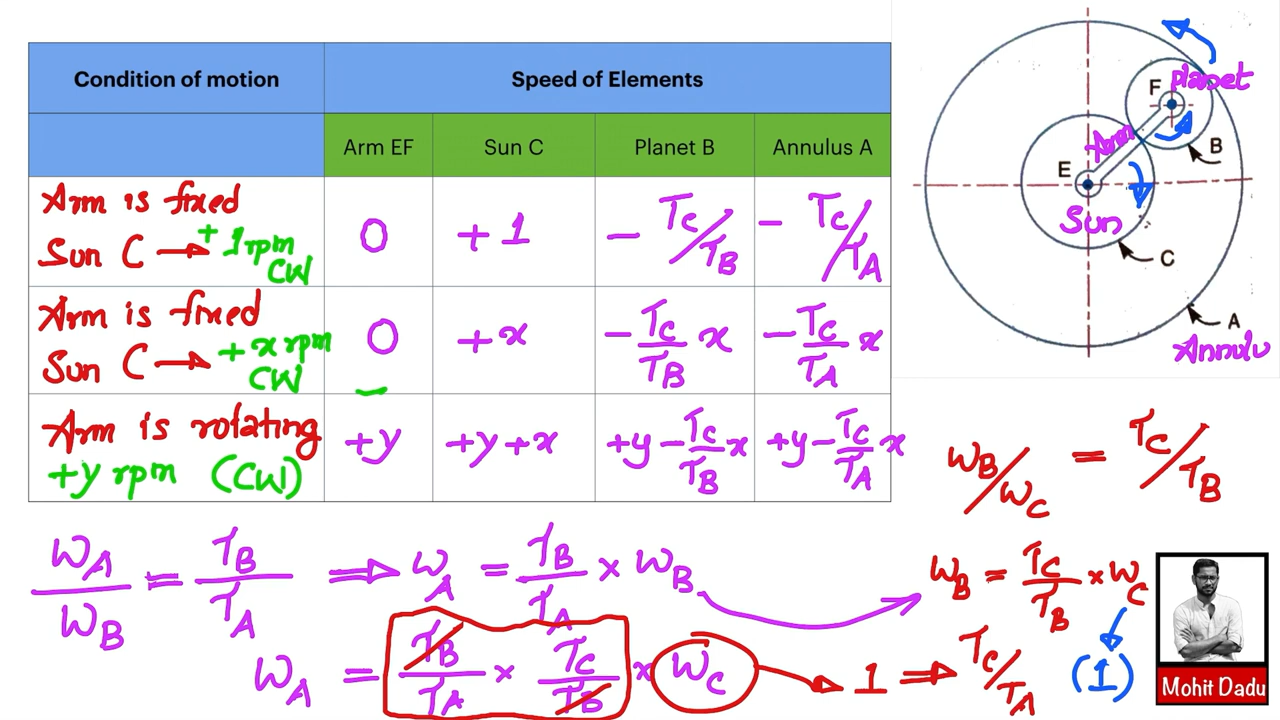 Condition of motion Speed of Elements
Arm EF Sun C Planet B Annulus A
Arm is fixed
Sun C → +1 rpm
CW
0 +1 - TC/TB - TC/TA
Arm is fixed
Sun C → +x rpm
CW
0 +x - TC/TB x - TC/TA x
Arm is rotating
+y rpm (CW)
+y +y+x +y - TC/TB x +y - TC/TA x
F Planet
Arm B
E
Sun
C
A
Annulu
ωB/ωC = TC/TB
ωA/ωB = TB/TA ⟹ ωA = TB/TA × ωB
ωB = TC/TB × ωC
(1)
ωA = TB/TA × TC/TB × ωC → 1 ⟹ TC/TA
Mohit Dadu